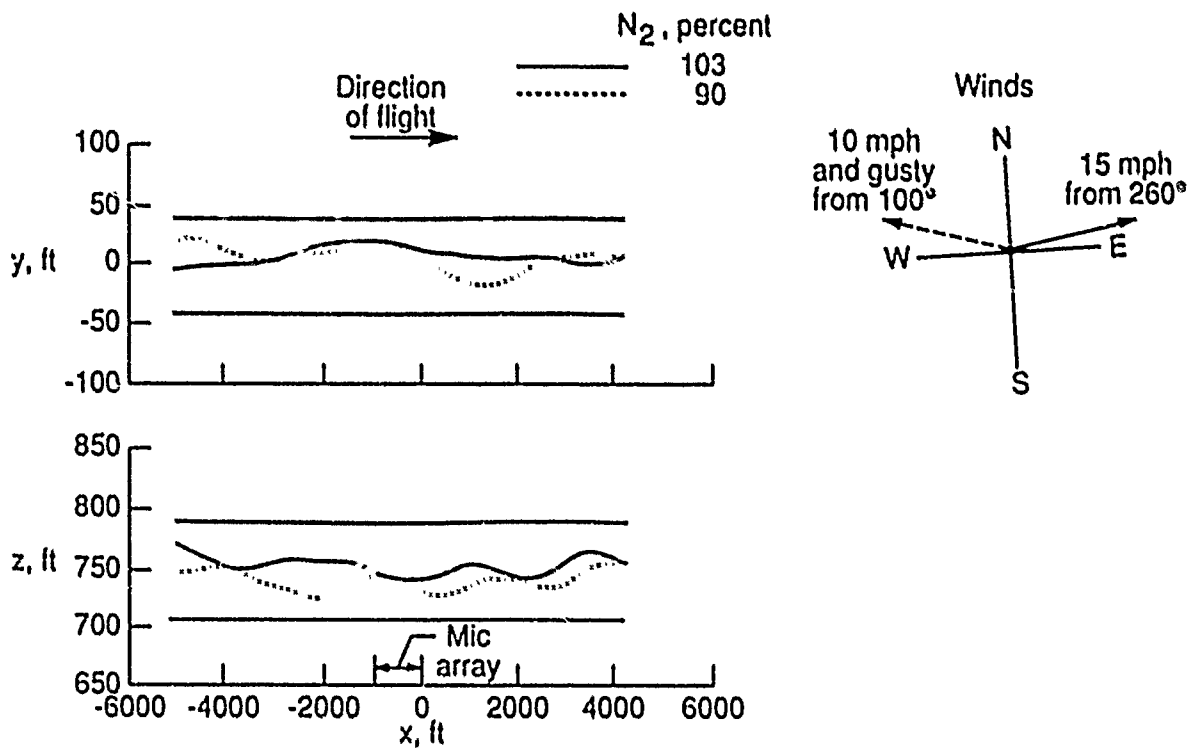 N₂, percent
103
90
Direction
of flight
Winds
N
10 mph
and gusty
from 100°
15 mph
from 260°
W
E
S
100
50
0
-50
-100
y, ft
850
800
750
700
650
z, ft
Mic
array
-6000 -4000 -2000 0 2000 4000 6000
x, ft